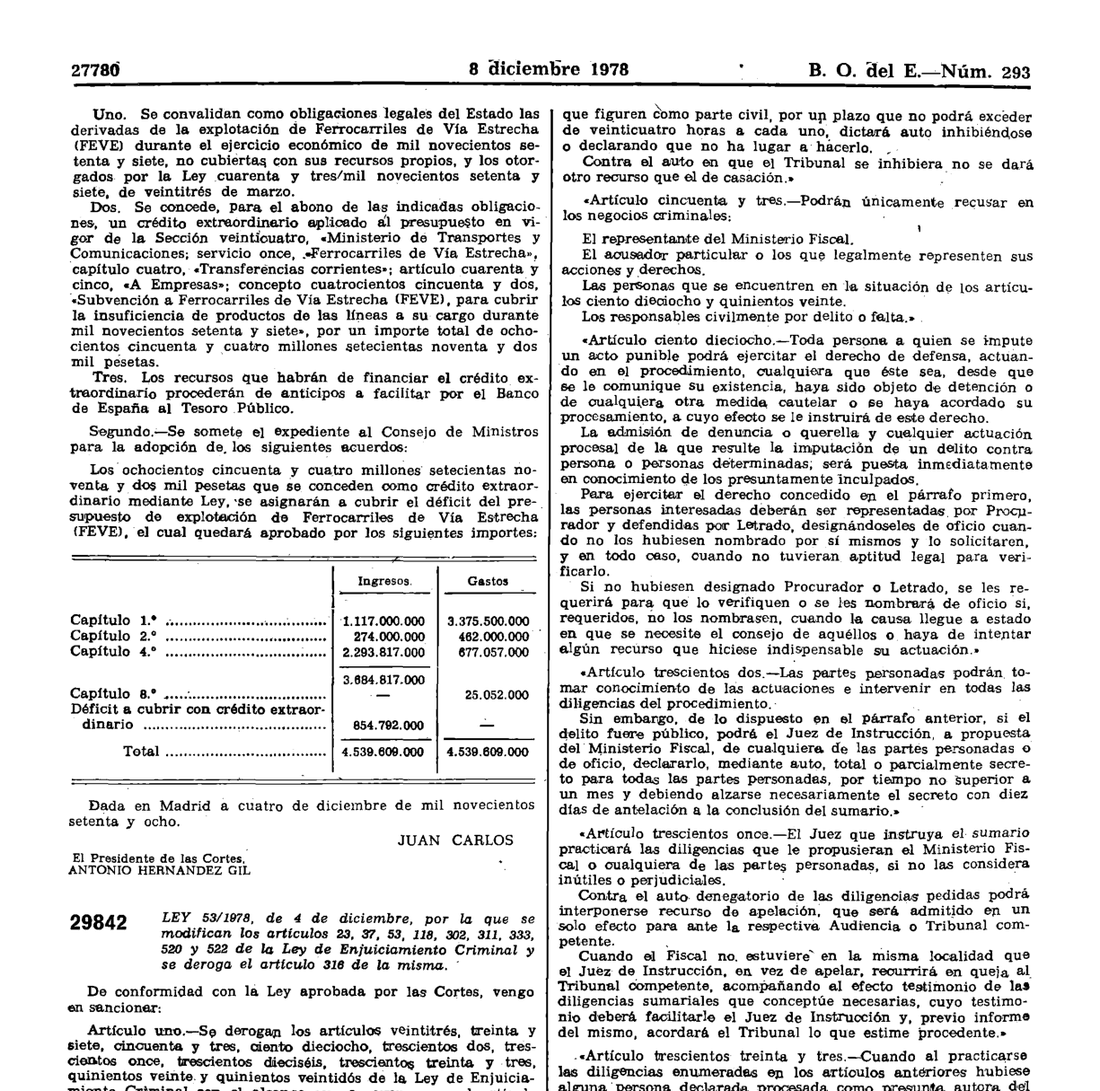 27780
8 diciembre 1978
B. O. del E.—Núm. 293
Uno. Se convalidan como obligaciones legales del Estado las
derivadas de la explotación de Ferrocarriles de Vía Estrecha
(FEVE) durante el ejercicio económico de mil novecientos se-
tenta y siete, no cubiertas con sus recursos propios, y los otor-
gados por la Ley cuarenta y tres/mil novecientos setenta y
siete, de veintitrés de marzo.
Dos. Se concede, para el abono de las indicadas obligacio-
nes, un crédito extraordinario aplicado al presupuesto en vi-
gor de la Sección veinticuatro, «Ministerio de Transportes y
Comunicaciones; servicio once, «Ferrocarriles de Vía Estrecha»,
capítulo cuatro, «Transferencias corrientes»; artículo cuarenta y
cinco, «A Empresas»; concepto cuatrocientos cincuenta y dos,
«Subvención a Ferrocarriles de Vía Estrecha (FEVE), para cubrir
la insuficiencia de productos de las líneas a su cargo durante
mil novecientos setenta y siete», por un importe total de ocho-
cientos cincuenta y cuatro millones setecientas noventa y dos
mil pesetas.
Tres. Los recursos que habrán de financiar el crédito ex-
traordinario procederán de anticipos a facilitar por el Banco
de España al Tesoro Público.
Segundo.—Se somete el expediente al Consejo de Ministros
para la adopción de los siguientes acuerdos:
Los ochocientos cincuenta y cuatro millones setecientas no-
venta y dos mil pesetas que se conceden como crédito extraor-
dinario mediante Ley, se asignarán a cubrir el déficit del pre-
supuesto de explotación de Ferrocarriles de Vía Estrecha
(FEVE), el cual quedará aprobado por los siguientes importes:
Ingresos Gastos
Capítulo 1.º .................................... 1.117.000.000 3.375.500.000
Capítulo 2.º .................................... 274.000.000 462.000.000
Capítulo 4.º .................................... 2.293.817.000 677.057.000
3.684.817.000
Capítulo 8.º .................................... — 25.052.000
Déficit a cubrir con crédito extraor-
dinario .................................... 854.792.000 —
Total .................................... 4.539.609.000 4.539.609.000
Dada en Madrid a cuatro de diciembre de mil novecientos
setenta y ocho.
JUAN CARLOS
El Presidente de las Cortes,
ANTONIO HERNANDEZ GIL
29842
LEY 53/1978, de 4 de diciembre, por la que se
modifican los artículos 23, 37, 53, 118, 302, 311, 333,
520 y 522 de la Ley de Enjuiciamiento Criminal y
se deroga el artículo 316 de la misma.
De conformidad con la Ley aprobada por las Cortes, vengo
en sancionar:
Artículo uno.—Se derogan los artículos veintitrés, treinta y
siete, cincuenta y tres, ciento dieciocho, trescientos dos, tres-
cientos once, trescientos dieciséis, trescientos treinta y tres,
quinientos veinte y quinientos veintidós de la Ley de Enjuicia-
miento Criminal con el alcance
que figuren como parte civil, por un plazo que no podrá exceder
de veinticuatro horas a cada uno, dictará auto inhibiéndose
o declarando que no ha lugar a hacerlo.
Contra el auto en que el Tribunal se inhibiera no se dará
otro recurso que el de casación.»
«Artículo cincuenta y tres.—Podrán únicamente recusar en
los negocios criminales:
El representante del Ministerio Fiscal.
El acusador particular o los que legalmente representen sus
acciones y derechos.
Las personas que se encuentren en la situación de los artícu-
los ciento dieciocho y quinientos veinte.
Los responsables civilmente por delito o falta.»
«Artículo ciento dieciocho.—Toda persona a quien se impute
un acto punible podrá ejercitar el derecho de defensa, actuan-
do en el procedimiento, cualquiera que éste sea, desde que
se le comunique su existencia, haya sido objeto de detención o
de cualquiera otra medida cautelar o se haya acordado su
procesamiento, a cuyo efecto se le instruirá de este derecho.
La admisión de denuncia o querella y cualquier actuación
procesal de la que resulte la imputación de un delito contra
persona o personas determinadas; será puesta inmediatamente
en conocimiento de los presuntamente inculpados.
Para ejercitar el derecho concedido en el párrafo primero,
las personas interesadas deberán ser representadas por Procu-
rador y defendidas por Letrado, designándoseles de oficio cuan-
do no los hubiesen nombrado por sí mismos y lo solicitaren,
y en todo caso, cuando no tuvieran aptitud legal para veri-
ficarlo.
Si no hubiesen designado Procurador o Letrado, se les re-
querirá para que lo verifiquen o se les nombrará de oficio si,
requeridos, no los nombrasen, cuando la causa llegue a estado
en que se necesite el consejo de aquéllos o haya de intentar
algún recurso que hiciese indispensable su actuación.»
«Artículo trescientos dos.—Las partes personadas podrán to-
mar conocimiento de las actuaciones e intervenir en todas las
diligencias del procedimiento.
Sin embargo, de lo dispuesto en el párrafo anterior, si el
delito fuere público, podrá el Juez de Instrucción, a propuesta
del Ministerio Fiscal, de cualquiera de las partes personadas o
de oficio, declararlo, mediante auto, total o parcialmente secre-
to para todas las partes personadas, por tiempo no superior a
un mes y debiendo alzarse necesariamente el secreto con diez
días de antelación a la conclusión del sumario.»
«Artículo trescientos once.—El Juez que instruya el sumario
practicará las diligencias que le propusieran el Ministerio Fis-
cal o cualquiera de las partes personadas, si no las considera
inútiles o perjudiciales.
Contra el auto denegatorio de las diligencias pedidas podrá
interponerse recurso de apelación, que será admitido en un
solo efecto para ante la respectiva Audiencia o Tribunal com-
petente.
Cuando el Fiscal no estuviere en la misma localidad que
el Juez de Instrucción, en vez de apelar, recurrirá en queja al
Tribunal competente, acompañando al efecto testimonio de las
diligencias sumariales que conceptúe necesarias, cuyo testimo-
nio deberá facilitarle el Juez de Instrucción y, previo informe
del mismo, acordará el Tribunal lo que estime procedente.»
«Artículo trescientos treinta y tres.—Cuando al practicarse
las diligencias enumeradas en los artículos anteriores hubiese
alguna persona declarada procesada como presunta autora del